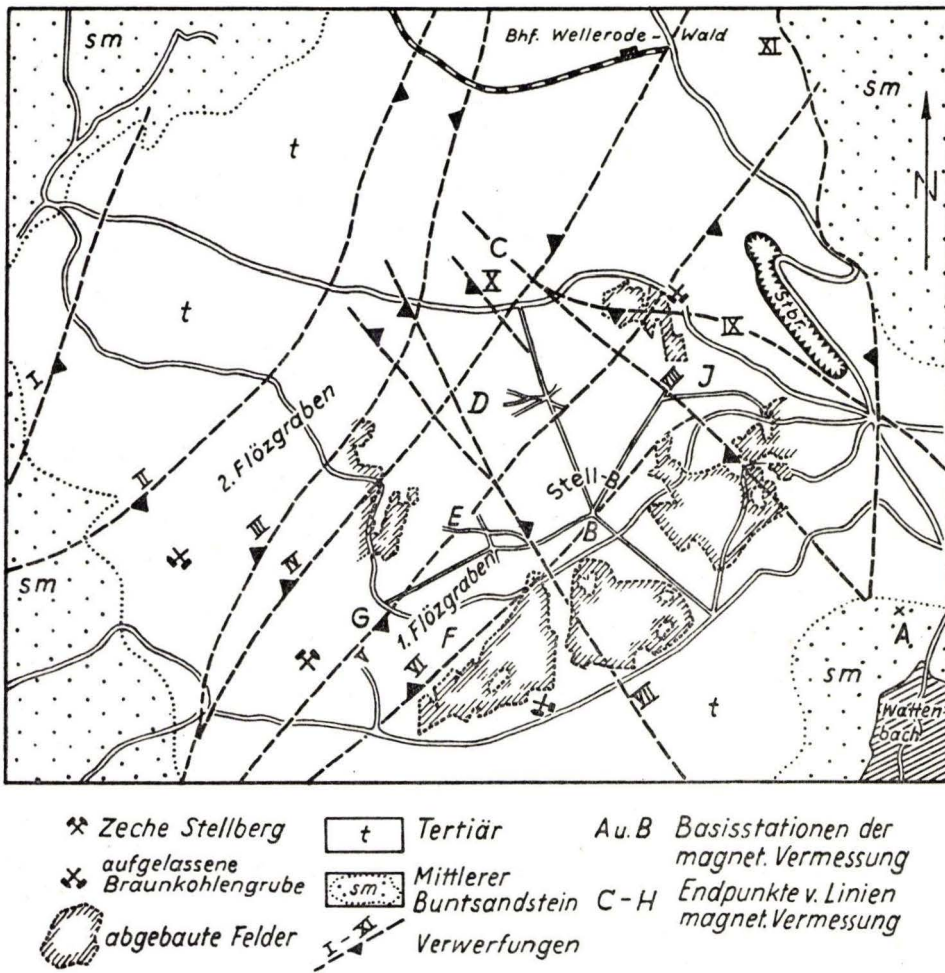 sm
Bhf. Wellerode-Wald
XI
sm
t
N
C
X
Stbr.
t
IX
I
VIII
J
D
2. Flözgraben
II
Stell-B.
E
B
III
IV
sm
1. Flözgraben
G
F
A
V
VI
sm
VII
t
Watten-
bach
Zeche Stellberg
aufgelassene
Braunkohlengrube
abgebaute Felder
t
Tertiär
sm
Mittlerer
Buntsandstein
I - XI
Verwerfungen
A u. B
Basisstationen der
magnet. Vermessung
C - H
Endpunkte v. Linien
magnet. Vermessung